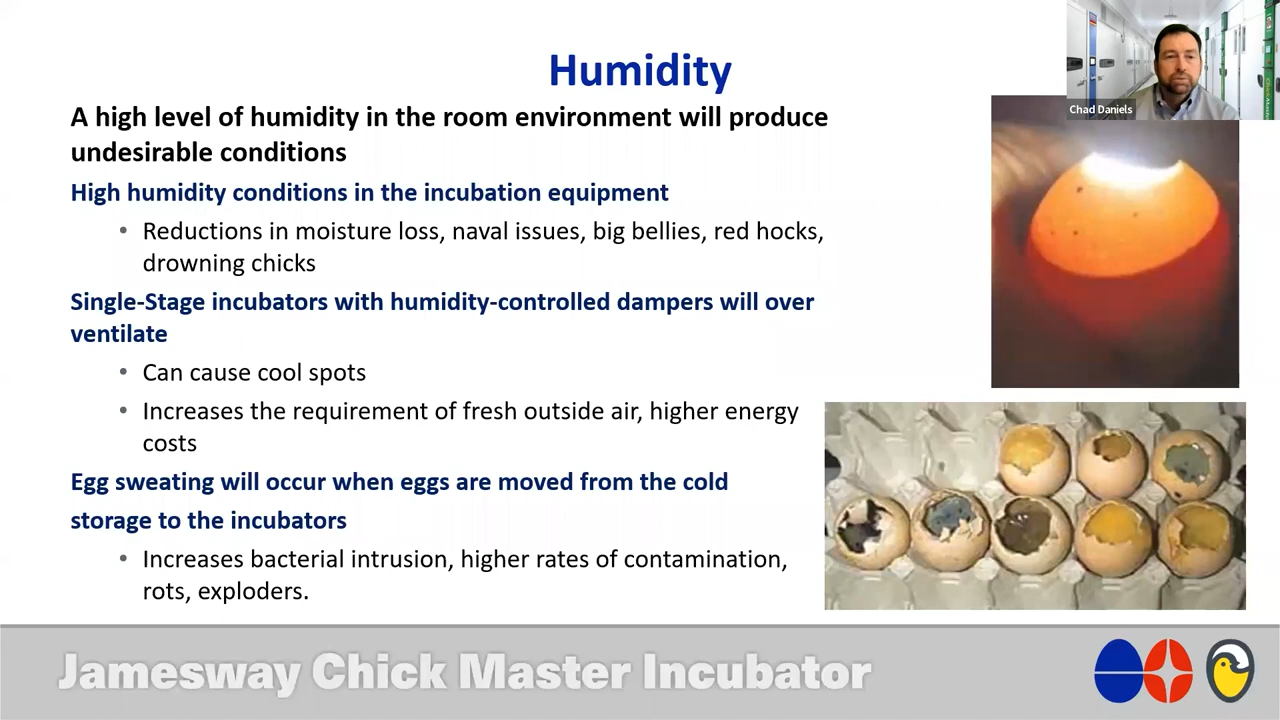 Humidity
Chad Daniels
A high level of humidity in the room environment will produce
undesirable conditions
High humidity conditions in the incubation equipment
• Reductions in moisture loss, naval issues, big bellies, red hocks,
drowning chicks
Single-Stage incubators with humidity-controlled dampers will over
ventilate
• Can cause cool spots
• Increases the requirement of fresh outside air, higher energy
costs
Egg sweating will occur when eggs are moved from the cold
storage to the incubators
• Increases bacterial intrusion, higher rates of contamination,
rots, exploders.
Jamesway Chick Master Incubator